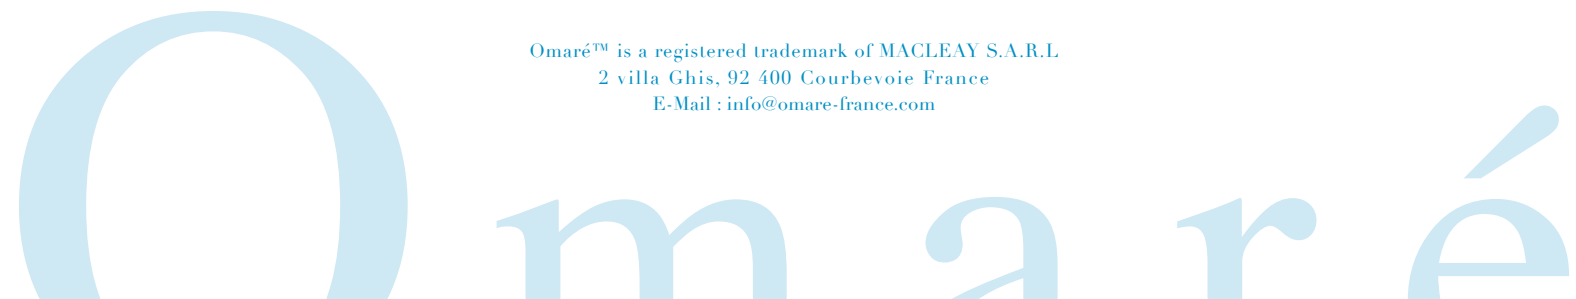 Omaré™ is a registered trademark of MACLEAY S.A.R.L
2 villa Ghis, 92 400 Courbevoie France
E-Mail : info@omare-france.com
Omaré